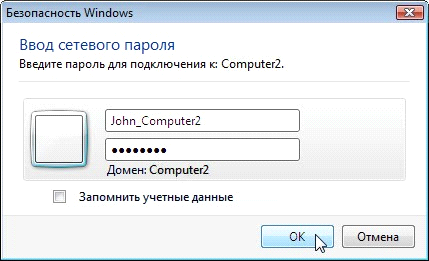 Безопасность Windows
Ввод сетевого пароля
Введите пароль для подключения к: Computer2.
John_Computer2
●●●●●●●●
Домен: Computer2
Запомнить учетные данные
OK
Отмена